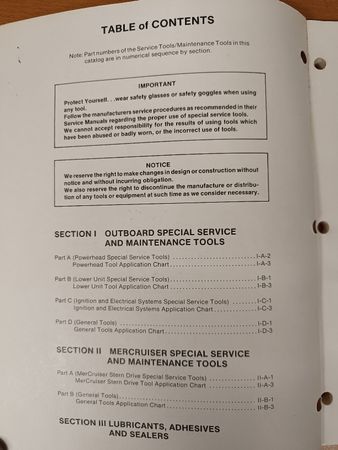 TABLE of CONTENTS
Note: Part numbers of the Service Tools/Maintenance Tools in this
catalog are in numerical sequence by section.
IMPORTANT
Protect Yourself. . .wear safety glasses or safety goggles when using
any tool.
Follow the manufacturers service procedures as recommended in their
Service Manuals regarding the proper use of special service tools.
We cannot accept responsibility for the results of using tools which
have been abused or badly worn, or the incorrect use of tools.
NOTICE
We reserve the right to make changes in design or construction without
notice and without incurring obligation.
We also reserve the right to discontinue the manufacture or distribu-
tion of any tools or equipment at such time as we consider necessary.
SECTION I OUTBOARD SPECIAL SERVICE
AND MAINTENANCE TOOLS
Part A (Powerhead Special Service Tools) . . . . . . . . . . I-A-2
Powerhead Tool Application Chart . . . . . . . . . . I-A-3
Part B (Lower Unit Special Service Tools) . . . . . . . . . . I-B-1
Lower Unit Tool Application Chart . . . . . . . . . . I-B-3
Part C (Ignition and Electrical Systems Special Service Tools) . . . . . . . I-C-1
Ignition and Electrical Systems Application Chart . . . . . . . . . . I-C-3
Part D (General Tools) . . . . . . . . . . I-D-1
General Tools Application Chart . . . . . . . . . . I-D-3
SECTION II MERCRUISER SPECIAL SERVICE
AND MAINTENANCE TOOLS
Part A (MerCruiser Stern Drive Special Service Tools) . . . . . . . . . . II-A-1
MerCruiser Stern Drive Tool Application Chart . . . . . . . . . . II-A-3
Part B (General Tools) . . . . . . . . . . II-B-1
General Tools Application Chart . . . . . . . . . . II-B-3
SECTION III LUBRICANTS, ADHESIVES
AND SEALERS